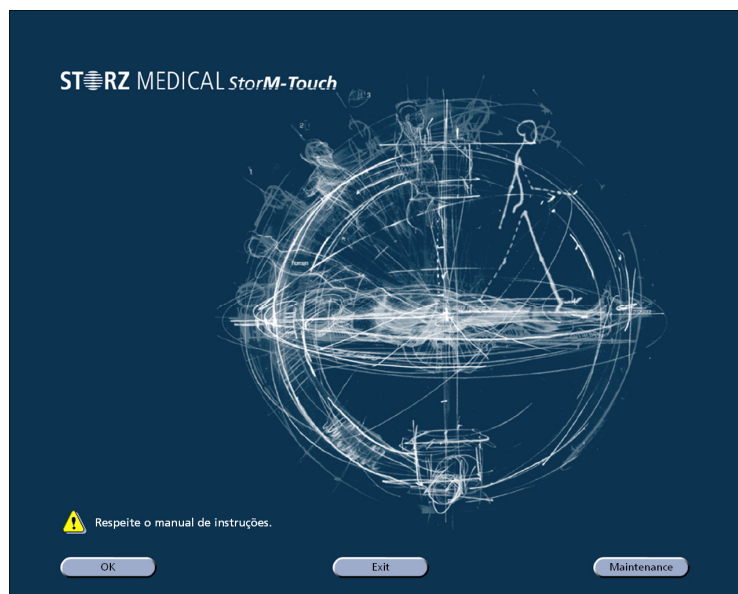 STORZ MEDICAL StorM-Touch
Respeite o manual de instruções.
OK
Exit
Maintenance